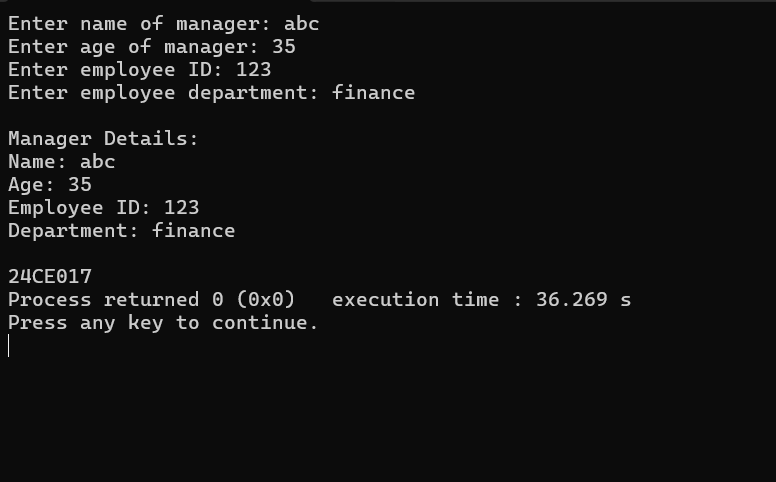 Enter name of manager: abc
Enter age of manager: 35
Enter employee ID: 123
Enter employee department: finance
Manager Details:
Name: abc
Age: 35
Employee ID: 123
Department: finance
24CE017
Process returned 0 (0x0)   execution time : 36.269 s
Press any key to continue.